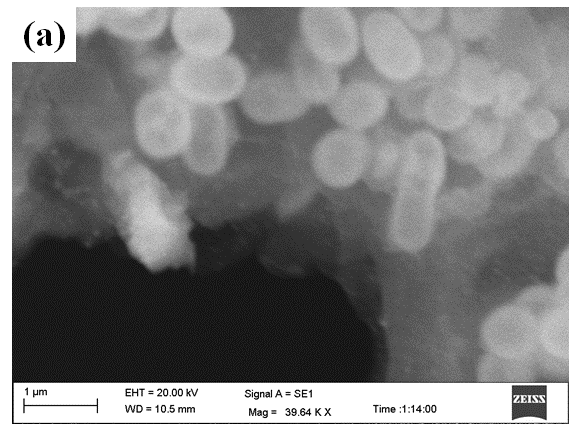 (a)
1 µm
EHT = 20.00 kV
Signal A = SE1
WD = 10.5 mm
Mag = 39.64 K X
Time :1:14:00
ZEISS